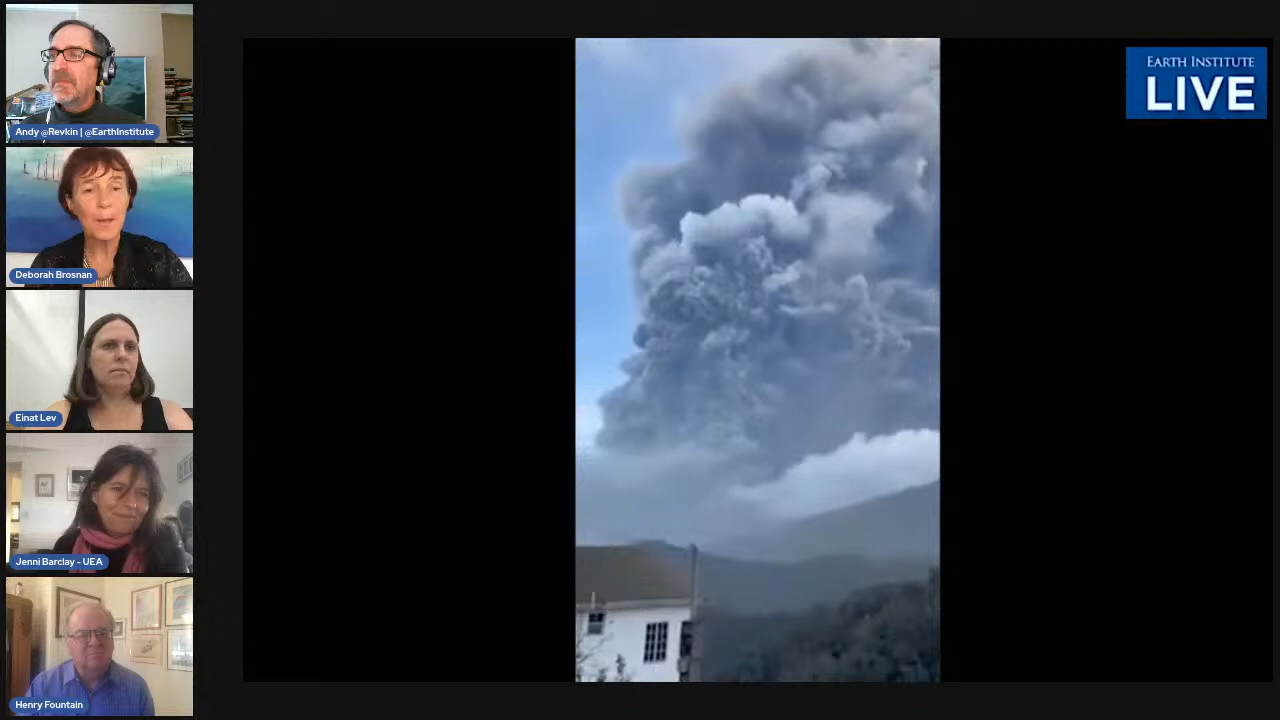 Andy @Revkin | @EarthInstitute
Deborah Brosnan
Einat Lev
Jenni Barclay - UEA
Henry Fountain
EARTH INSTITUTE
LIVE